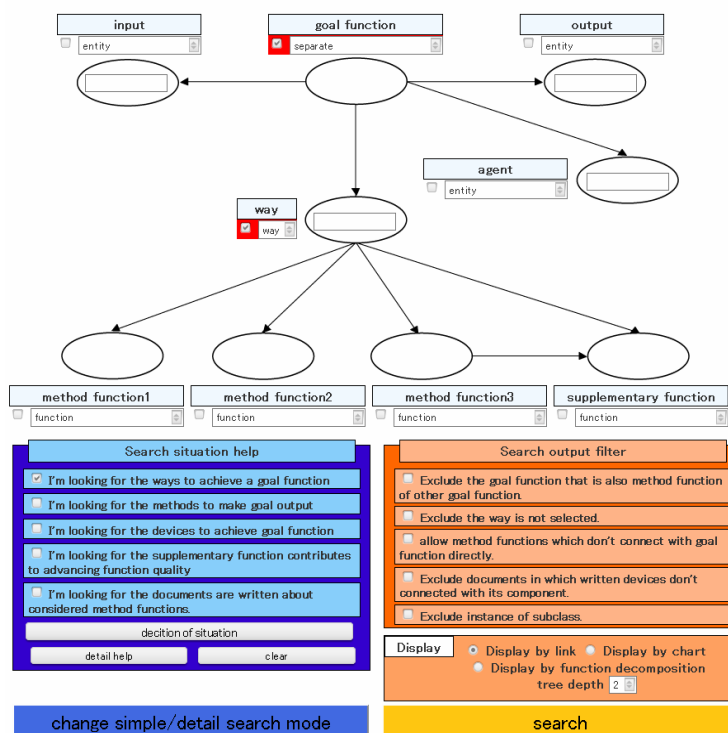 input
goal function
output
entity
separate
entity
agent
entity
way
way
method function1
method function2
method function3
supplementary function
function
function
function
function
Search situation help
I'm looking for the ways to achieve a goal function
I'm looking for the methods to make goal output
I'm looking for the devices to achieve goal function
I'm looking for the supplementary function contributes
to advancing function quality
I'm looking for the documents are written about
considered method functions.
decition of situation
detail help
clear
Search output filter
Exclude the goal function that is also method function
of other goal function.
Exclude the way is not selected.
allow method functions which don't connect with goal
function directly.
Exclude documents in which written devices don't
connected with its component.
Exclude instance of subclass.
Display
Display by link
Display by chart
Display by function decomposition
tree depth 2
change simple/detail search mode
search